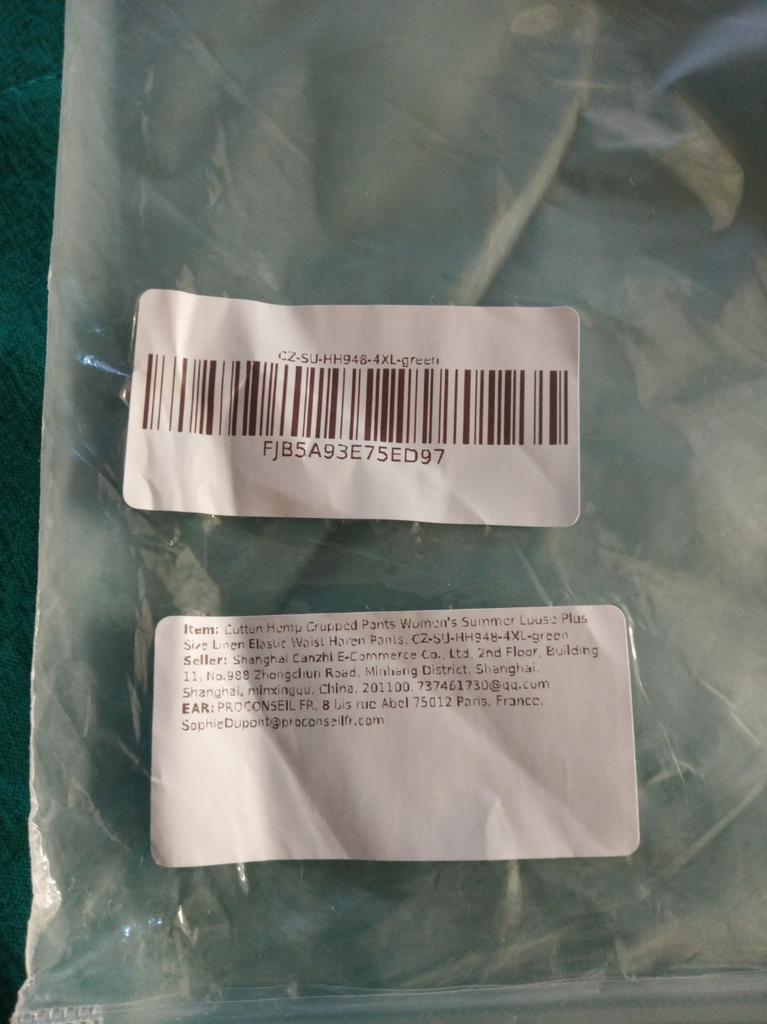 CZ-SU-HH948-4XL-green
FJB5A93E75ED97
Item: Cotton Hemp Cropped Pants Women's Summer Loose Plus
Size Linen Elastic Waist Haren Pants, CZ-SU-HH948-4XL-green
Seller: Shanghai Canzhi E-Commerce Co., Ltd, 2nd Floor, Building
11, No.988 Zhongchun Road, Minhang District, Shanghai,
Shanghai, minxingqu, China, 201100, 737461730@qq.com
EAR: PROCONSEIL FR, 8 bis rue Abel 75012 Paris, France,
SophieDupont@proconseilfr.com